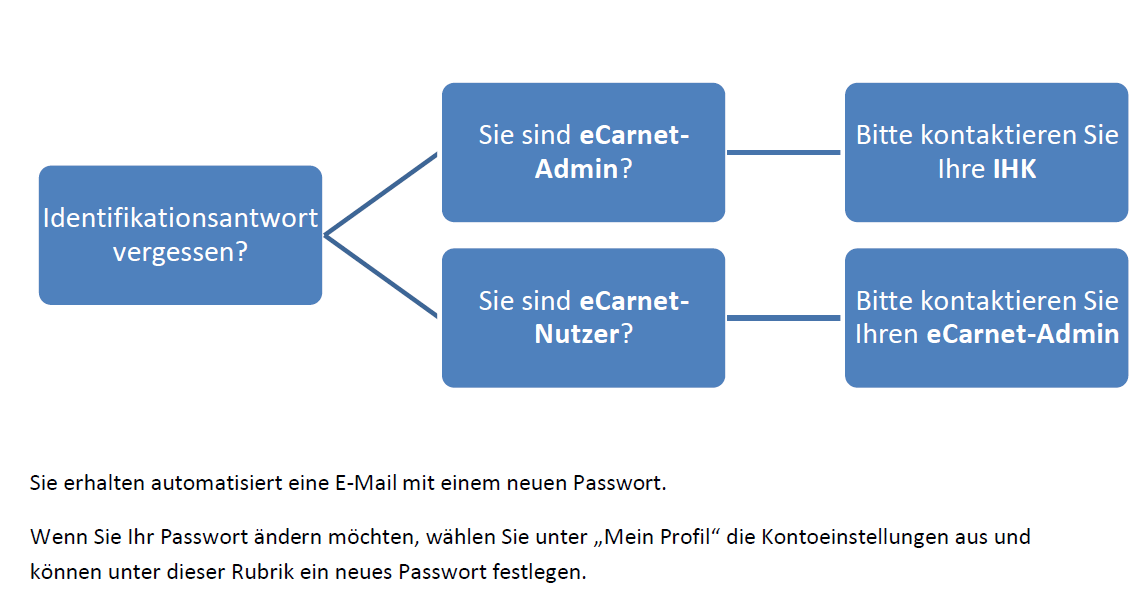 Identifikationsantwort
vergessen?
Sie sind eCarnet-
Admin?
Bitte kontaktieren Sie
Ihre IHK
Sie sind eCarnet-
Nutzer?
Bitte kontaktieren Sie
Ihren eCarnet-Admin
Sie erhalten automatisiert eine E-Mail mit einem neuen Passwort.
Wenn Sie Ihr Passwort ändern möchten, wählen Sie unter „Mein Profil“ die Kontoeinstellungen aus und
können unter dieser Rubrik ein neues Passwort festlegen.